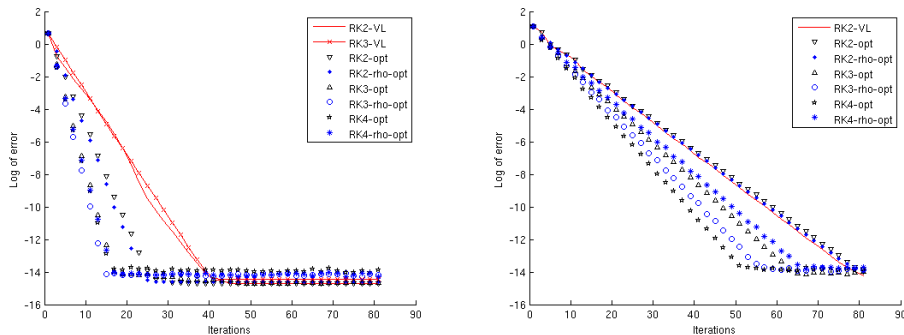 2
0
-2
-4
-6
-8
-10
-12
-14
-16
Log of error
0
10
20
30
40
50
60
70
80
90
Iterations
RK2-VL
RK3-VL
RK2-opt
RK2-rho-opt
RK3-opt
RK3-rho-opt
RK4-opt
RK4-rho-opt
2
0
-2
-4
-6
-8
-10
-12
-14
-16
Log of error
0
10
20
30
40
50
60
70
80
90
Iterations
RK2-VL
RK2-opt
RK2-rho-opt
RK3-opt
RK3-rho-opt
RK4-opt
RK4-rho-opt